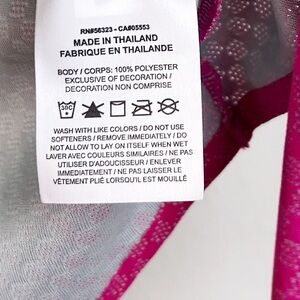 RN#56323 - CA#05553
MADE IN THAILAND
FABRIQUE EN THAILANDE
BODY / CORPS: 100% POLYESTER
EXCLUSIVE OF DECORATION /
DECORATION NON COMPRISE
WASH WITH LIKE COLORS / DO NOT USE
SOFTENERS / REMOVE IMMEDIATELY / DO
NOT ALLOW TO LAY ON ITSELF WHEN WET
LAVER AVEC COULEURS SIMILAIRES / NE PAS
UTILISER D'ADOUCISSEUR / ENLEVER
IMMEDIATEMENT / NE PAS LAISSER LE
VÊTEMENT PLIÉ LORSQU'IL EST MOUILLÉ